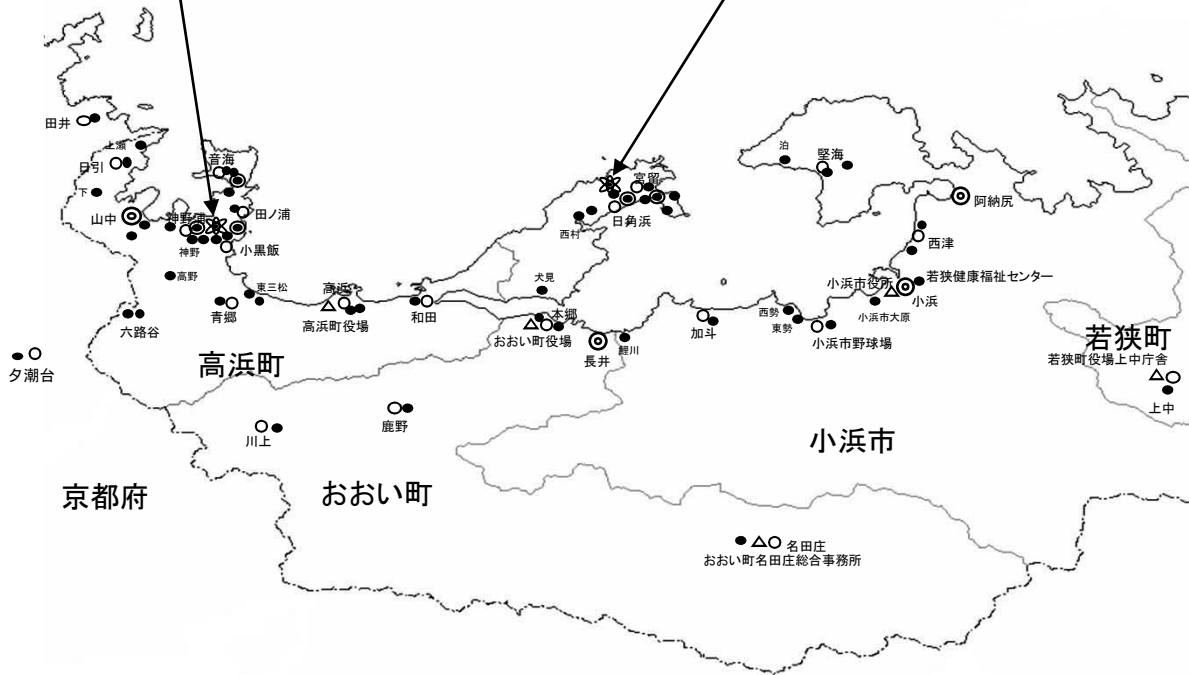 田井
上瀬
日引
音海
下
山中
神野浦
田ノ浦
神野
小黒飯
高野
東三松
青郷
六路谷
高浜
高浜町役場
和田
夕潮台
高浜町
川上
鹿野
京都府
おおい町
宮留
日角浜
西村
犬見
本郷
おおい町役場
長井
鯉川
泊
堅海
阿納尻
西津
若狭健康福祉センター
小浜市役所
小浜
小浜市大原
加斗
西勢
東勢
小浜市野球場
若狭町
若狭町役場上中庁舎
上中
小浜市
名田庄
おおい町名田庄総合事務所